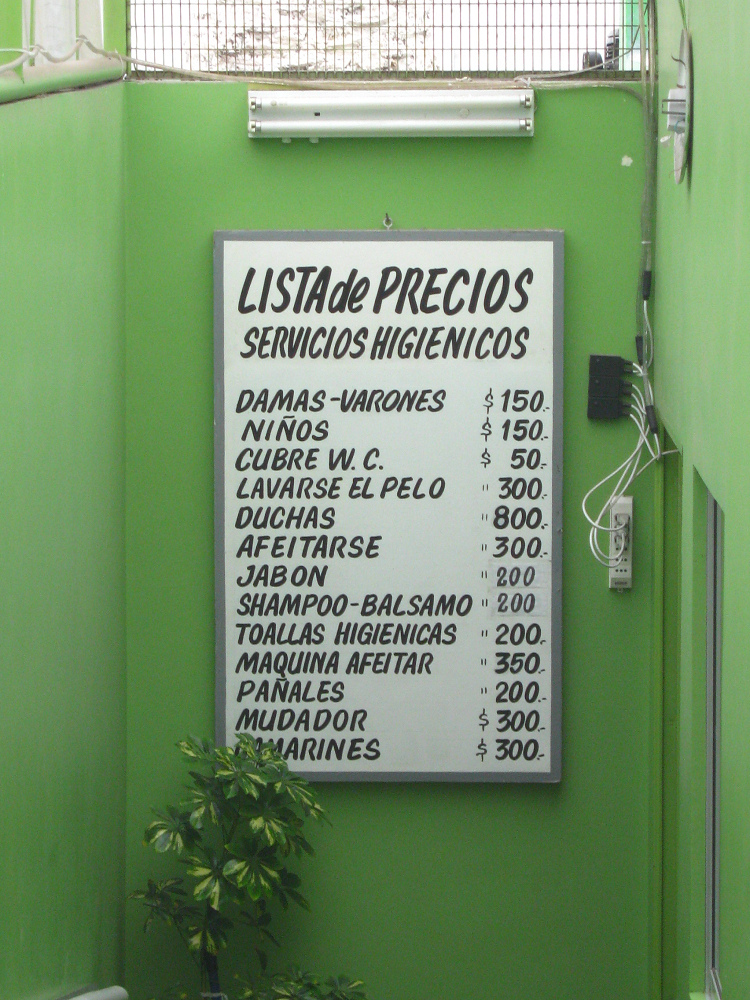 LISTA de PRECIOS
SERVICIOS HIGIENICOS
DAMAS-VARONES $ 150.-
NIÑOS $ 150.-
CUBRE W.C. $ 50.-
LAVARSE EL PELO " 300.-
DUCHAS " 800.-
AFEITARSE " 300.-
JABON " 200
SHAMPOO-BALSAMO " 200
TOALLAS HIGIENICAS " 200.-
MAQUINA AFEITAR " 350.-
PAÑALES " 200.-
MUDADOR $ 300.-
CAMARINES $ 300.-